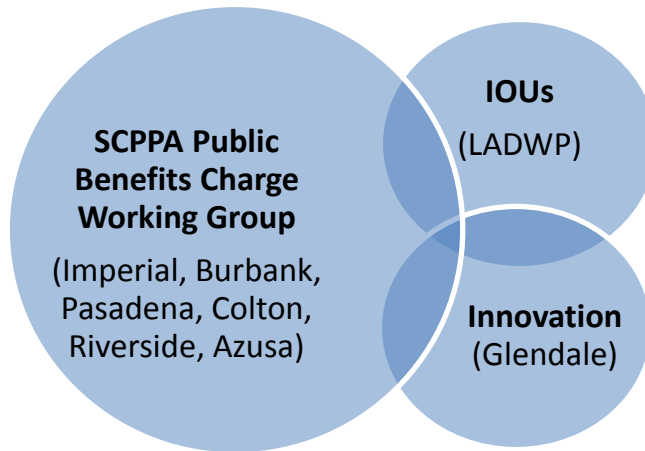 SCPPA Public
Benefits Charge
Working Group
(Imperial, Burbank,
Pasadena, Colton,
Riverside, Azusa)
IOUs
(LADWP)
Innovation
(Glendale)